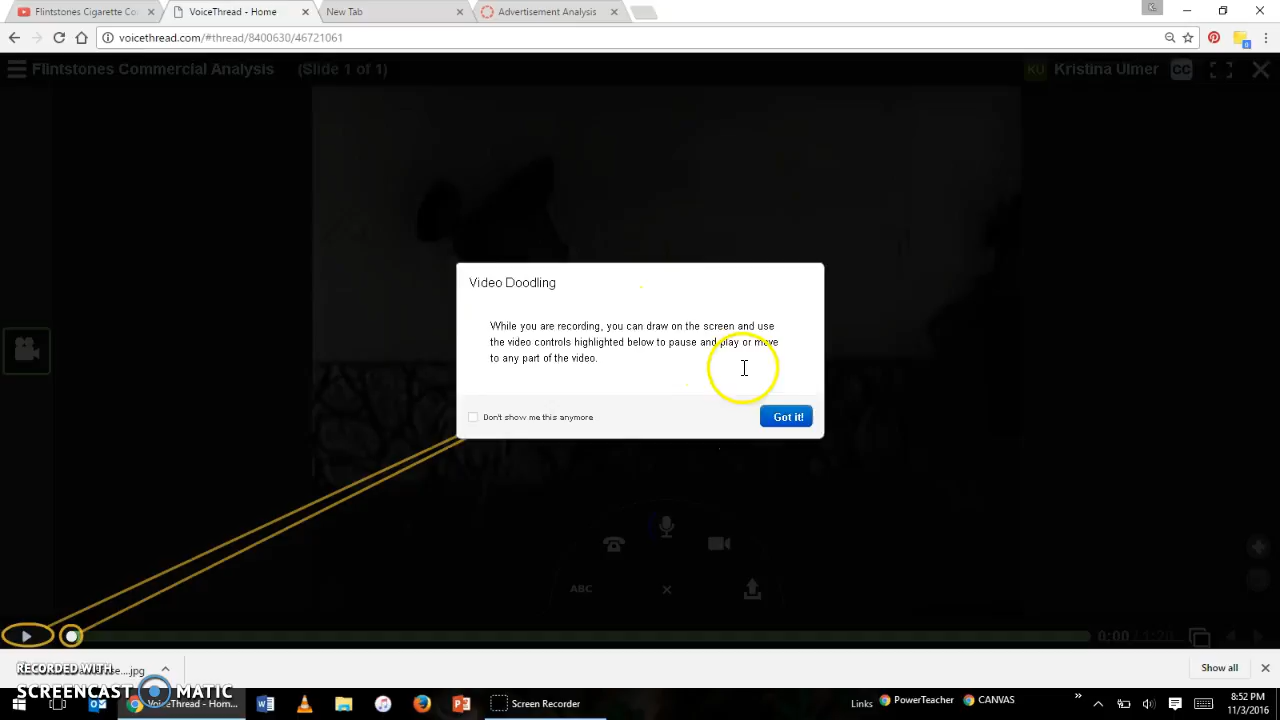 Flintstones Cigarette Co
VoiceThread - Home
New Tab
Advertisement Analysis
voicethread.com/#thread/8400630/46721061
Flintstones Commercial Analysis (Slide 1 of 1)
KU Kristina Ulmer CC
Video Doodling
While you are recording, you can draw on the screen and use
the video controls highlighted below to pause and play or move
to any part of the video.
Don't show me this anymore
Got it!
ABC
0:00 / 1:20
RECORDED WITH
...jpg
Show all
SCREENCAST MATIC
VoiceThread - Hom...
Screen Recorder
Links
PowerTeacher
CANVAS
8:52 PM
11/3/2016